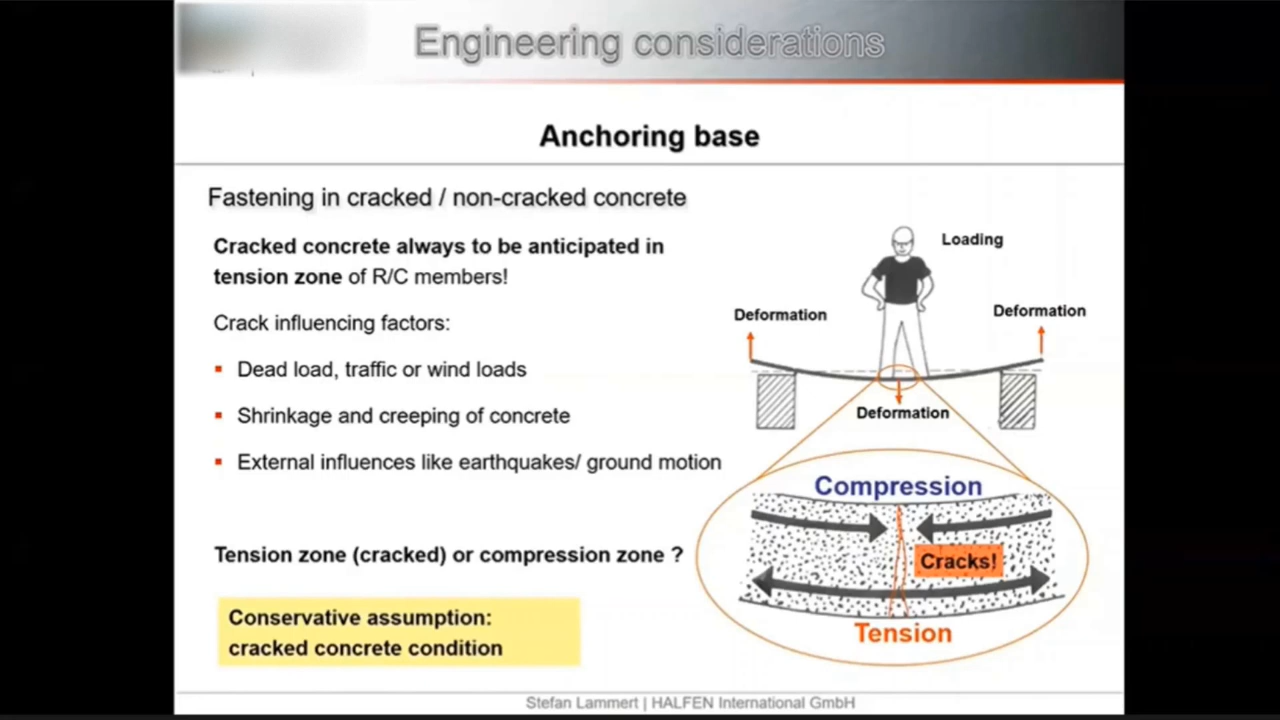 Engineering considerations
Anchoring base
Fastening in cracked / non-cracked concrete
Cracked concrete always to be anticipated in
tension zone of R/C members!
Crack influencing factors:
Dead load, traffic or wind loads
Shrinkage and creeping of concrete
External influences like earthquakes/ ground motion
Tension zone (cracked) or compression zone ?
Conservative assumption:
cracked concrete condition
Loading
Deformation
Deformation
Deformation
Compression
Cracks!
Tension
Stefan Lammert | HALFEN International GmbH